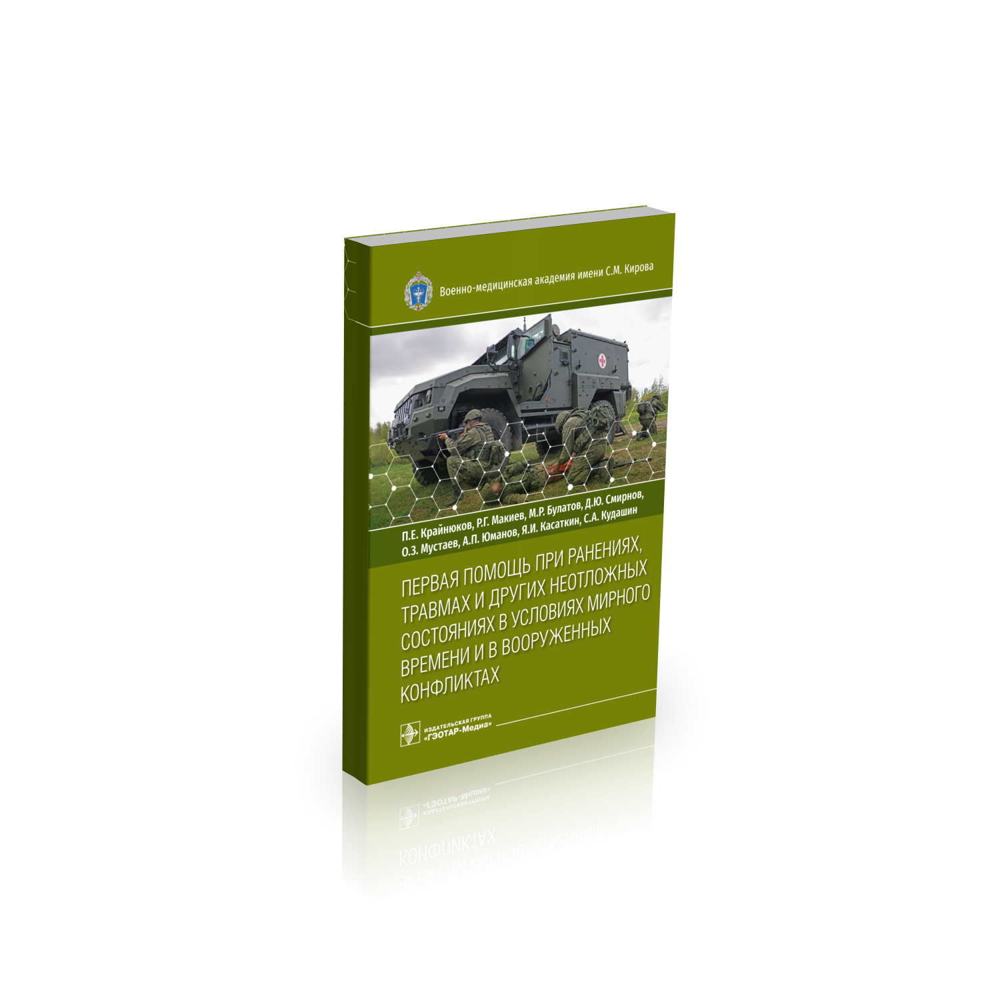 Военно-медицинская академия имени С.М. Кирова
П.Е. Крайнюков, Р.Г. Макиев, М.Р. Булатов, Д.Ю. Смирнов,
О.З. Мустаев, А.П. Юманов, Я.И. Касаткин, С.А. Кудашин
ПЕРВАЯ ПОМОЩЬ ПРИ РАНЕНИЯХ,
ТРАВМАХ И ДРУГИХ НЕОТЛОЖНЫХ
СОСТОЯНИЯХ В УСЛОВИЯХ МИРНОГО
ВРЕМЕНИ И В ВООРУЖЕННЫХ
КОНФЛИКТАХ
ИЗДАТЕЛЬСКАЯ ГРУППА
«ГЭОТАР-Медиа»